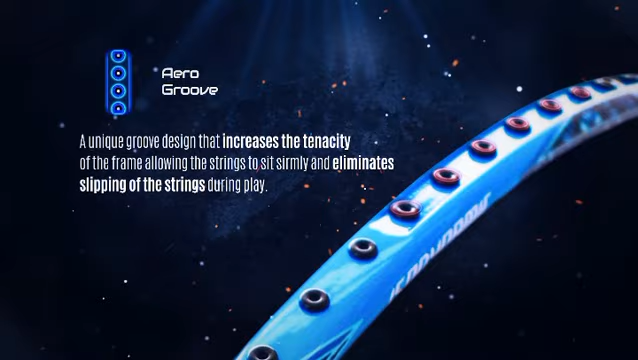 Aero
Groove
A unique groove design that increases the tenacity
of the frame allowing the strings to sit sirmly and eliminates
slipping of the strings during play.